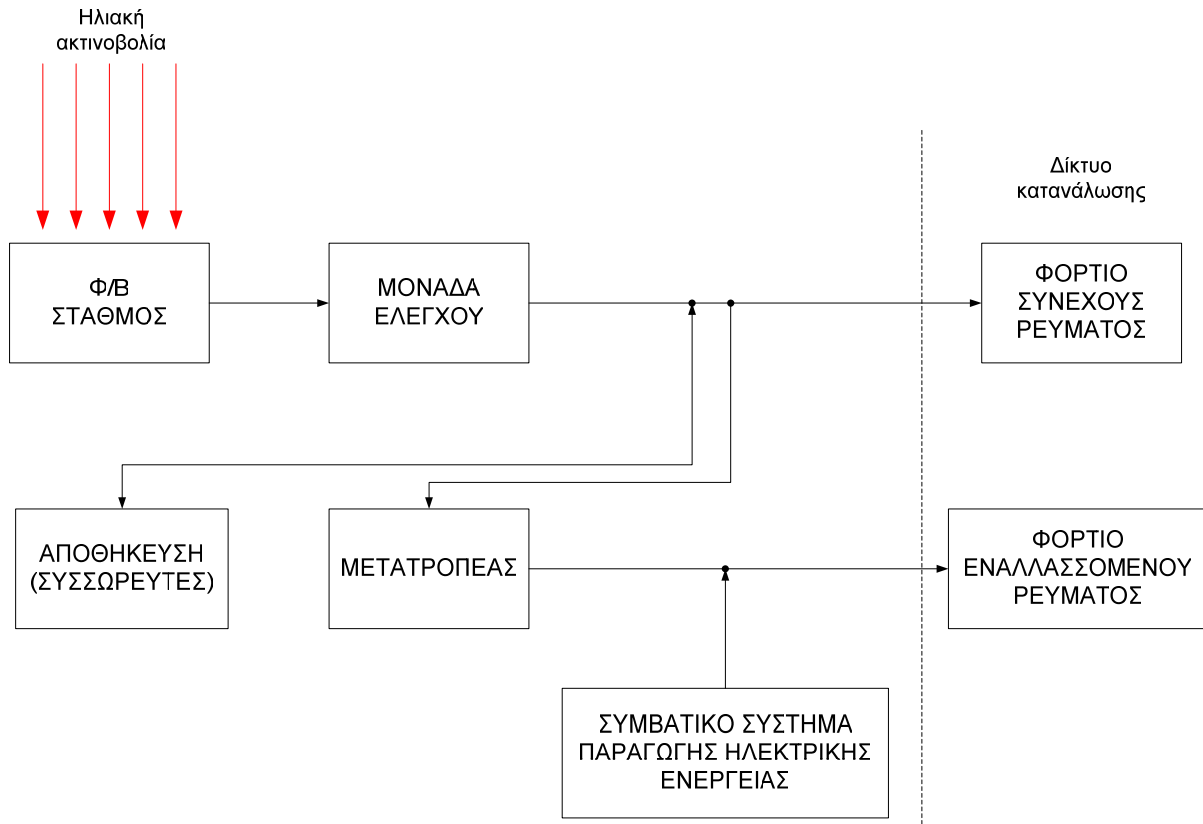 Ηλιακή
ακτινοβολία
Δίκτυο
κατανάλωσης
Φ/Β
ΣΤΑΘΜΟΣ
ΜΟΝΑΔΑ
ΕΛΕΓΧΟΥ
ΦΟΡΤΙΟ
ΣΥΝΕΧΟΥΣ
ΡΕΥΜΑΤΟΣ
ΑΠΟΘΗΚΕΥΣΗ
(ΣΥΣΣΩΡΕΥΤΕΣ)
ΜΕΤΑΤΡΟΠΕΑΣ
ΦΟΡΤΙΟ
ΕΝΑΛΛΑΣΣΟΜΕΝΟΥ
ΡΕΥΜΑΤΟΣ
ΣΥΜΒΑΤΙΚΟ ΣΥΣΤΗΜΑ
ΠΑΡΑΓΩΓΗΣ ΗΛΕΚΤΡΙΚΗΣ
ΕΝΕΡΓΕΙΑΣ